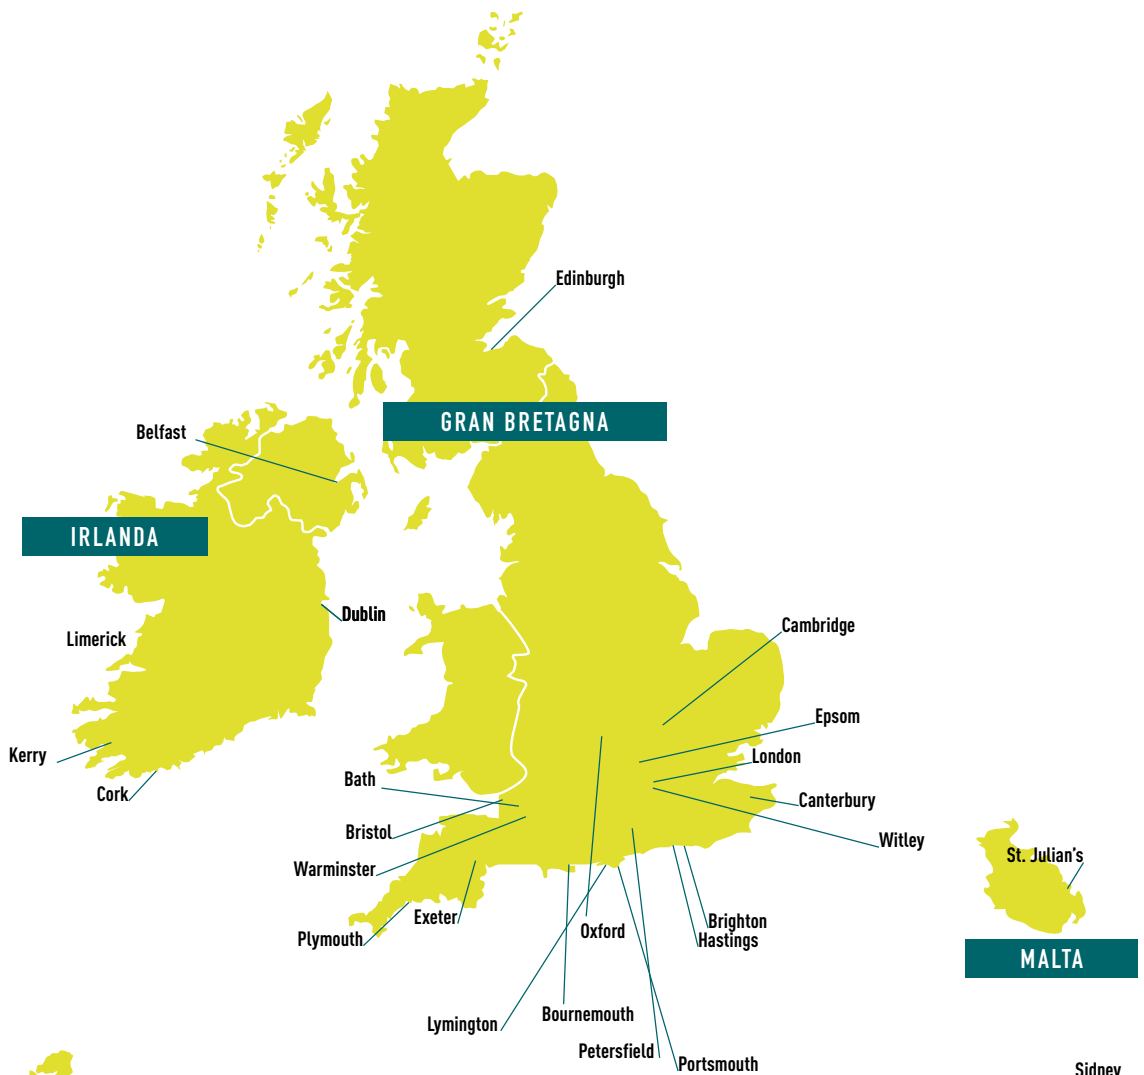 Edinburgh
GRAN BRETAGNA
Belfast
IRLANDA
Dublin
Cambridge
Limerick
Epsom
Kerry
London
Bath
Cork
Canterbury
Bristol
Witley
St. Julian's
Warminster
Exeter
Brighton
Oxford
Plymouth
Hastings
MALTA
Bournemouth
Lymington
Petersfield
Portsmouth
Sidney